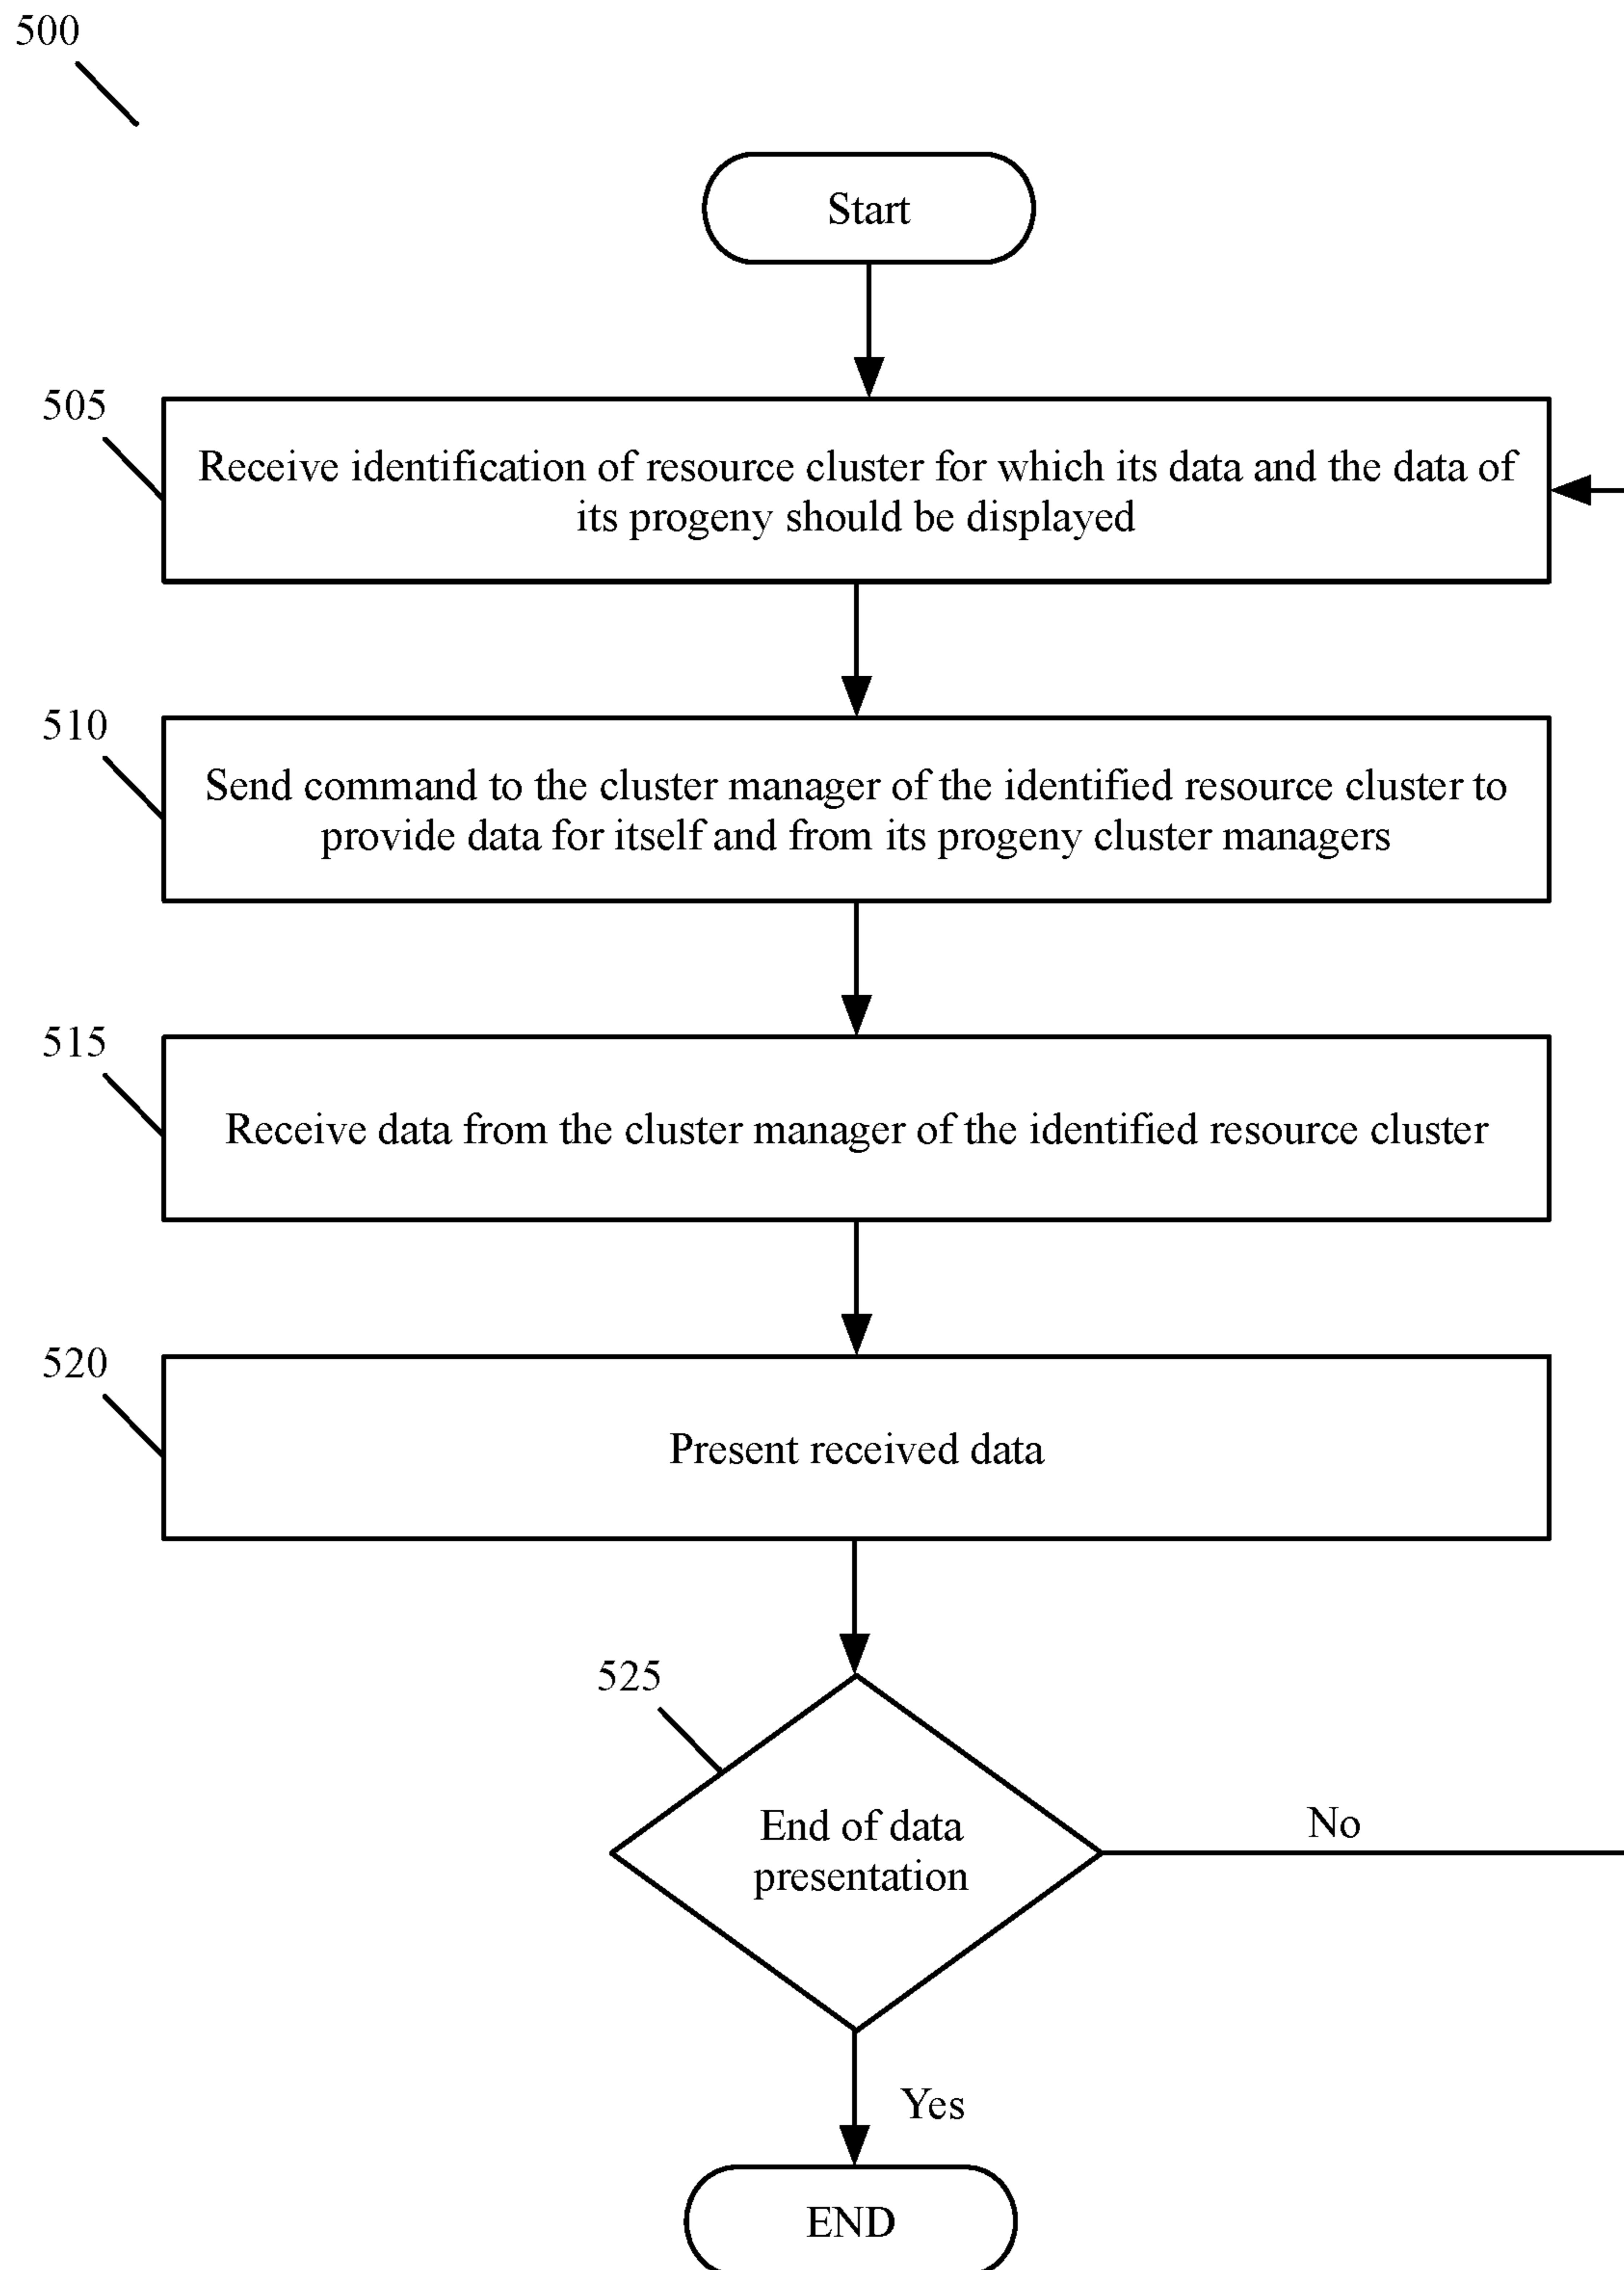 500
Start
505
Receive identification of resource cluster for which its data and the data of
its progeny should be displayed
510
Send command to the cluster manager of the identified resource cluster to
provide data for itself and from its progeny cluster managers
515
Receive data from the cluster manager of the identified resource cluster
520
Present received data
525
End of data
presentation
No
Yes
END